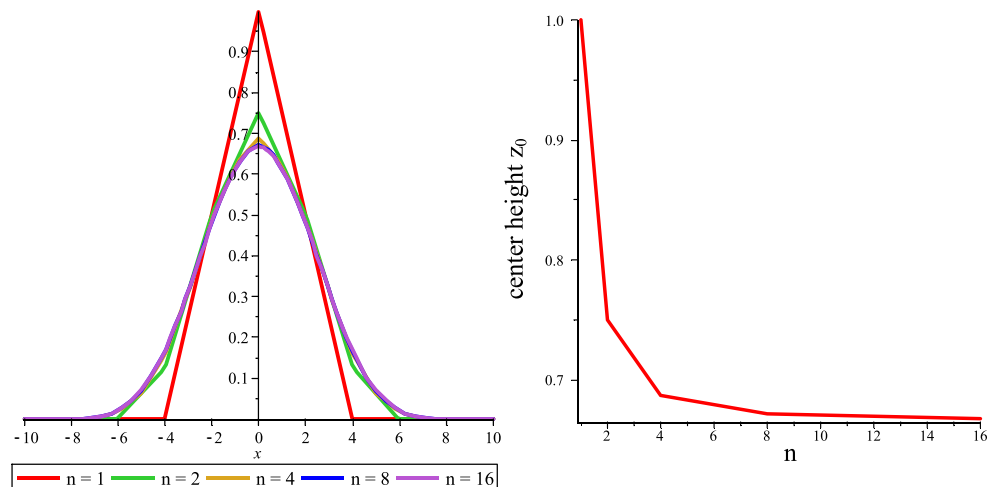 0.9
0.8
0.7
0.6
0.5
0.4
0.3
0.2
0.1
-10 -8 -6 -4 -2 0 2 4 6 8 10
x
n = 1 n = 2 n = 4 n = 8 n = 16
1.0
0.9
0.8
0.7
center height z₀
2 4 6 8 10 12 14 16
n